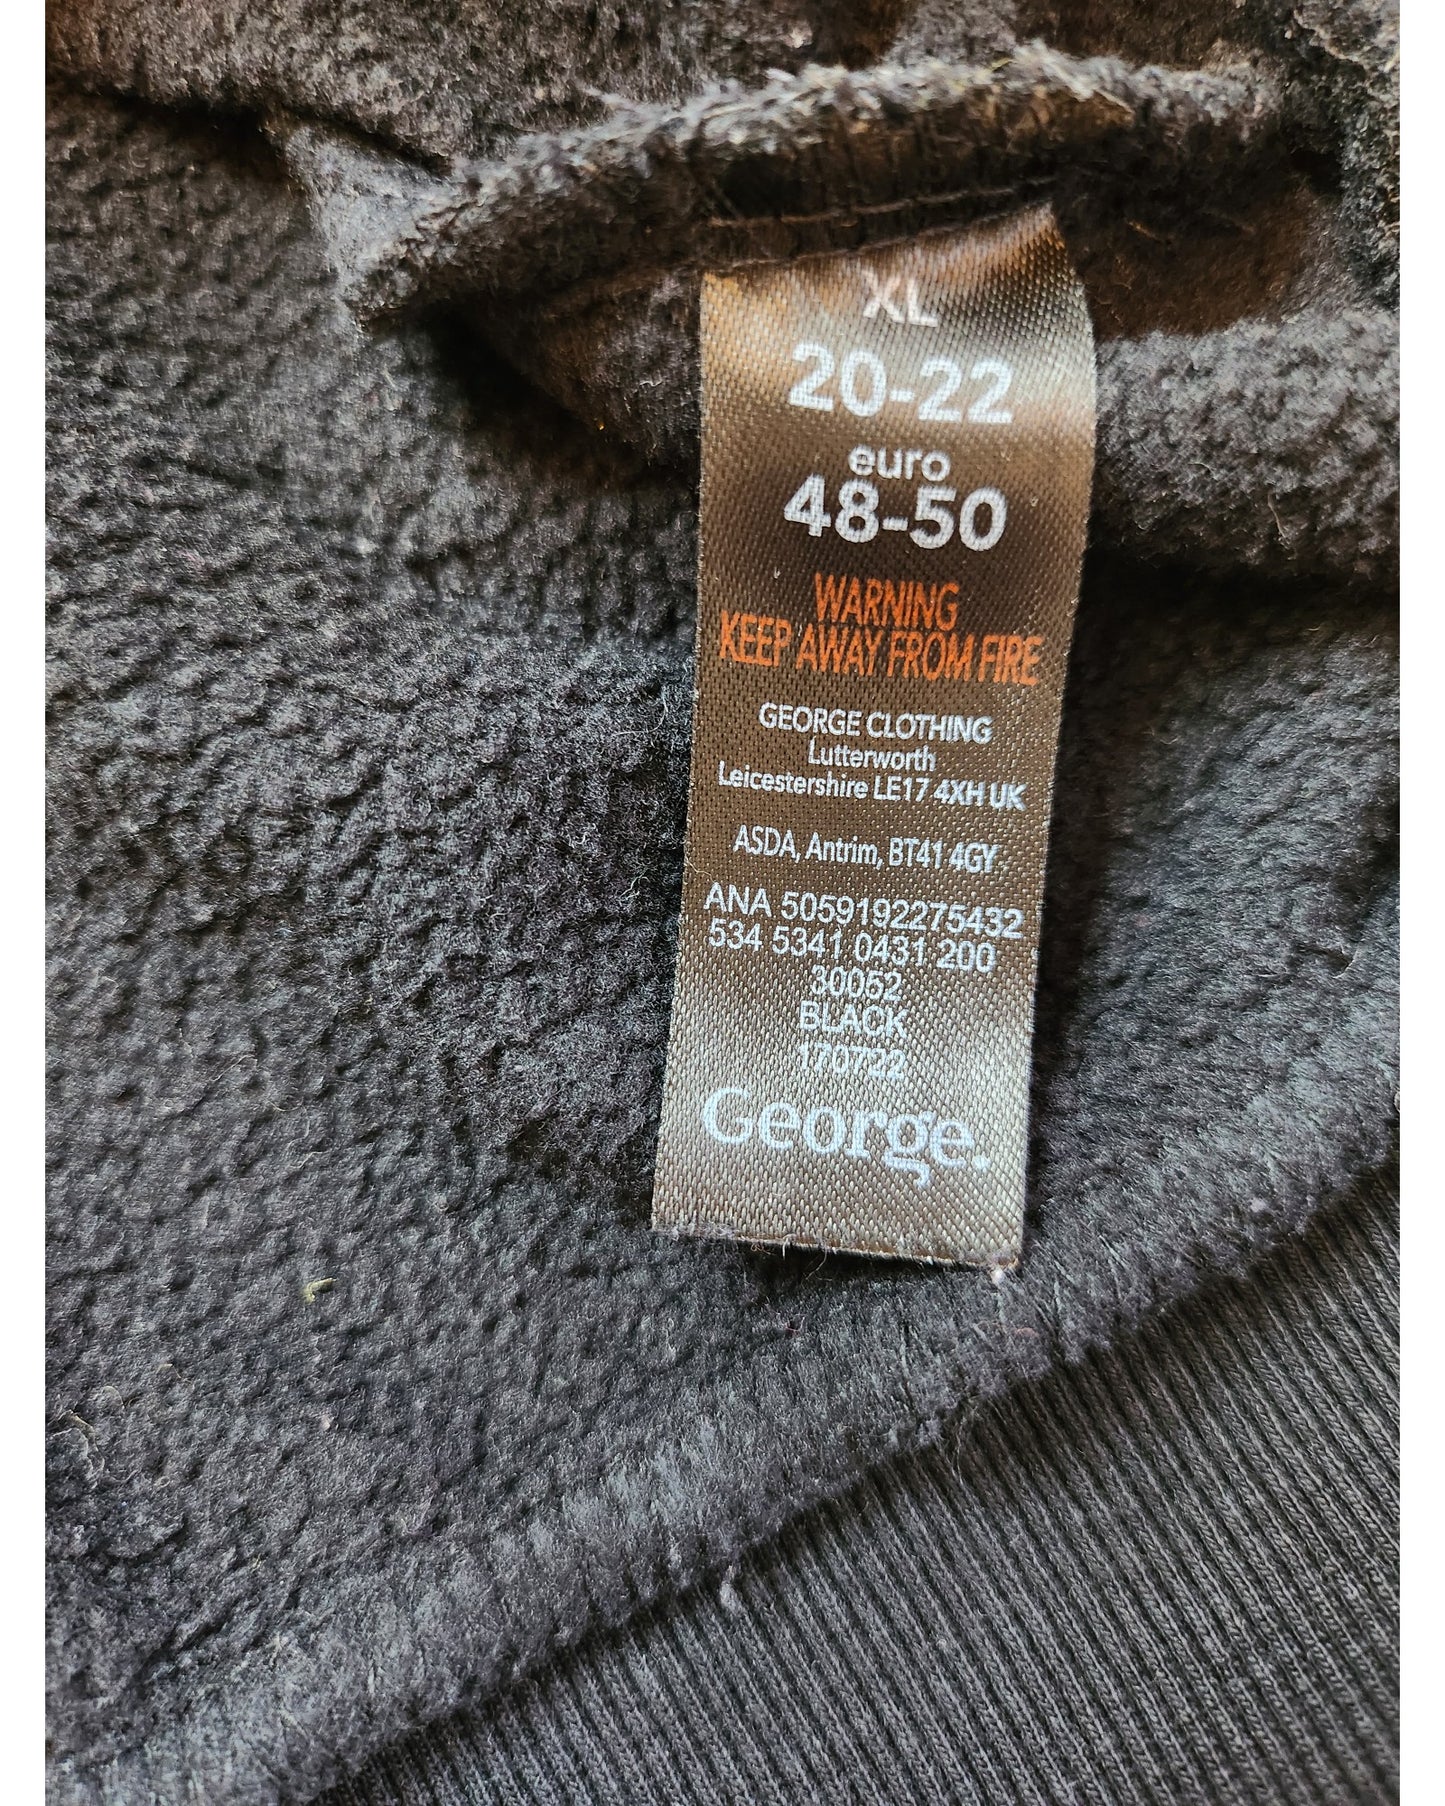 XL
20-22
euro
48-50
WARNING
KEEP AWAY FROM FIRE
GEORGE CLOTHING
Lutterworth
Leicestershire LE17 4XH UK
ASDA, Antrim, BT41 4GY
ANA 5059192275432
534 5341 0431 200
30052
BLACK
170722
George.